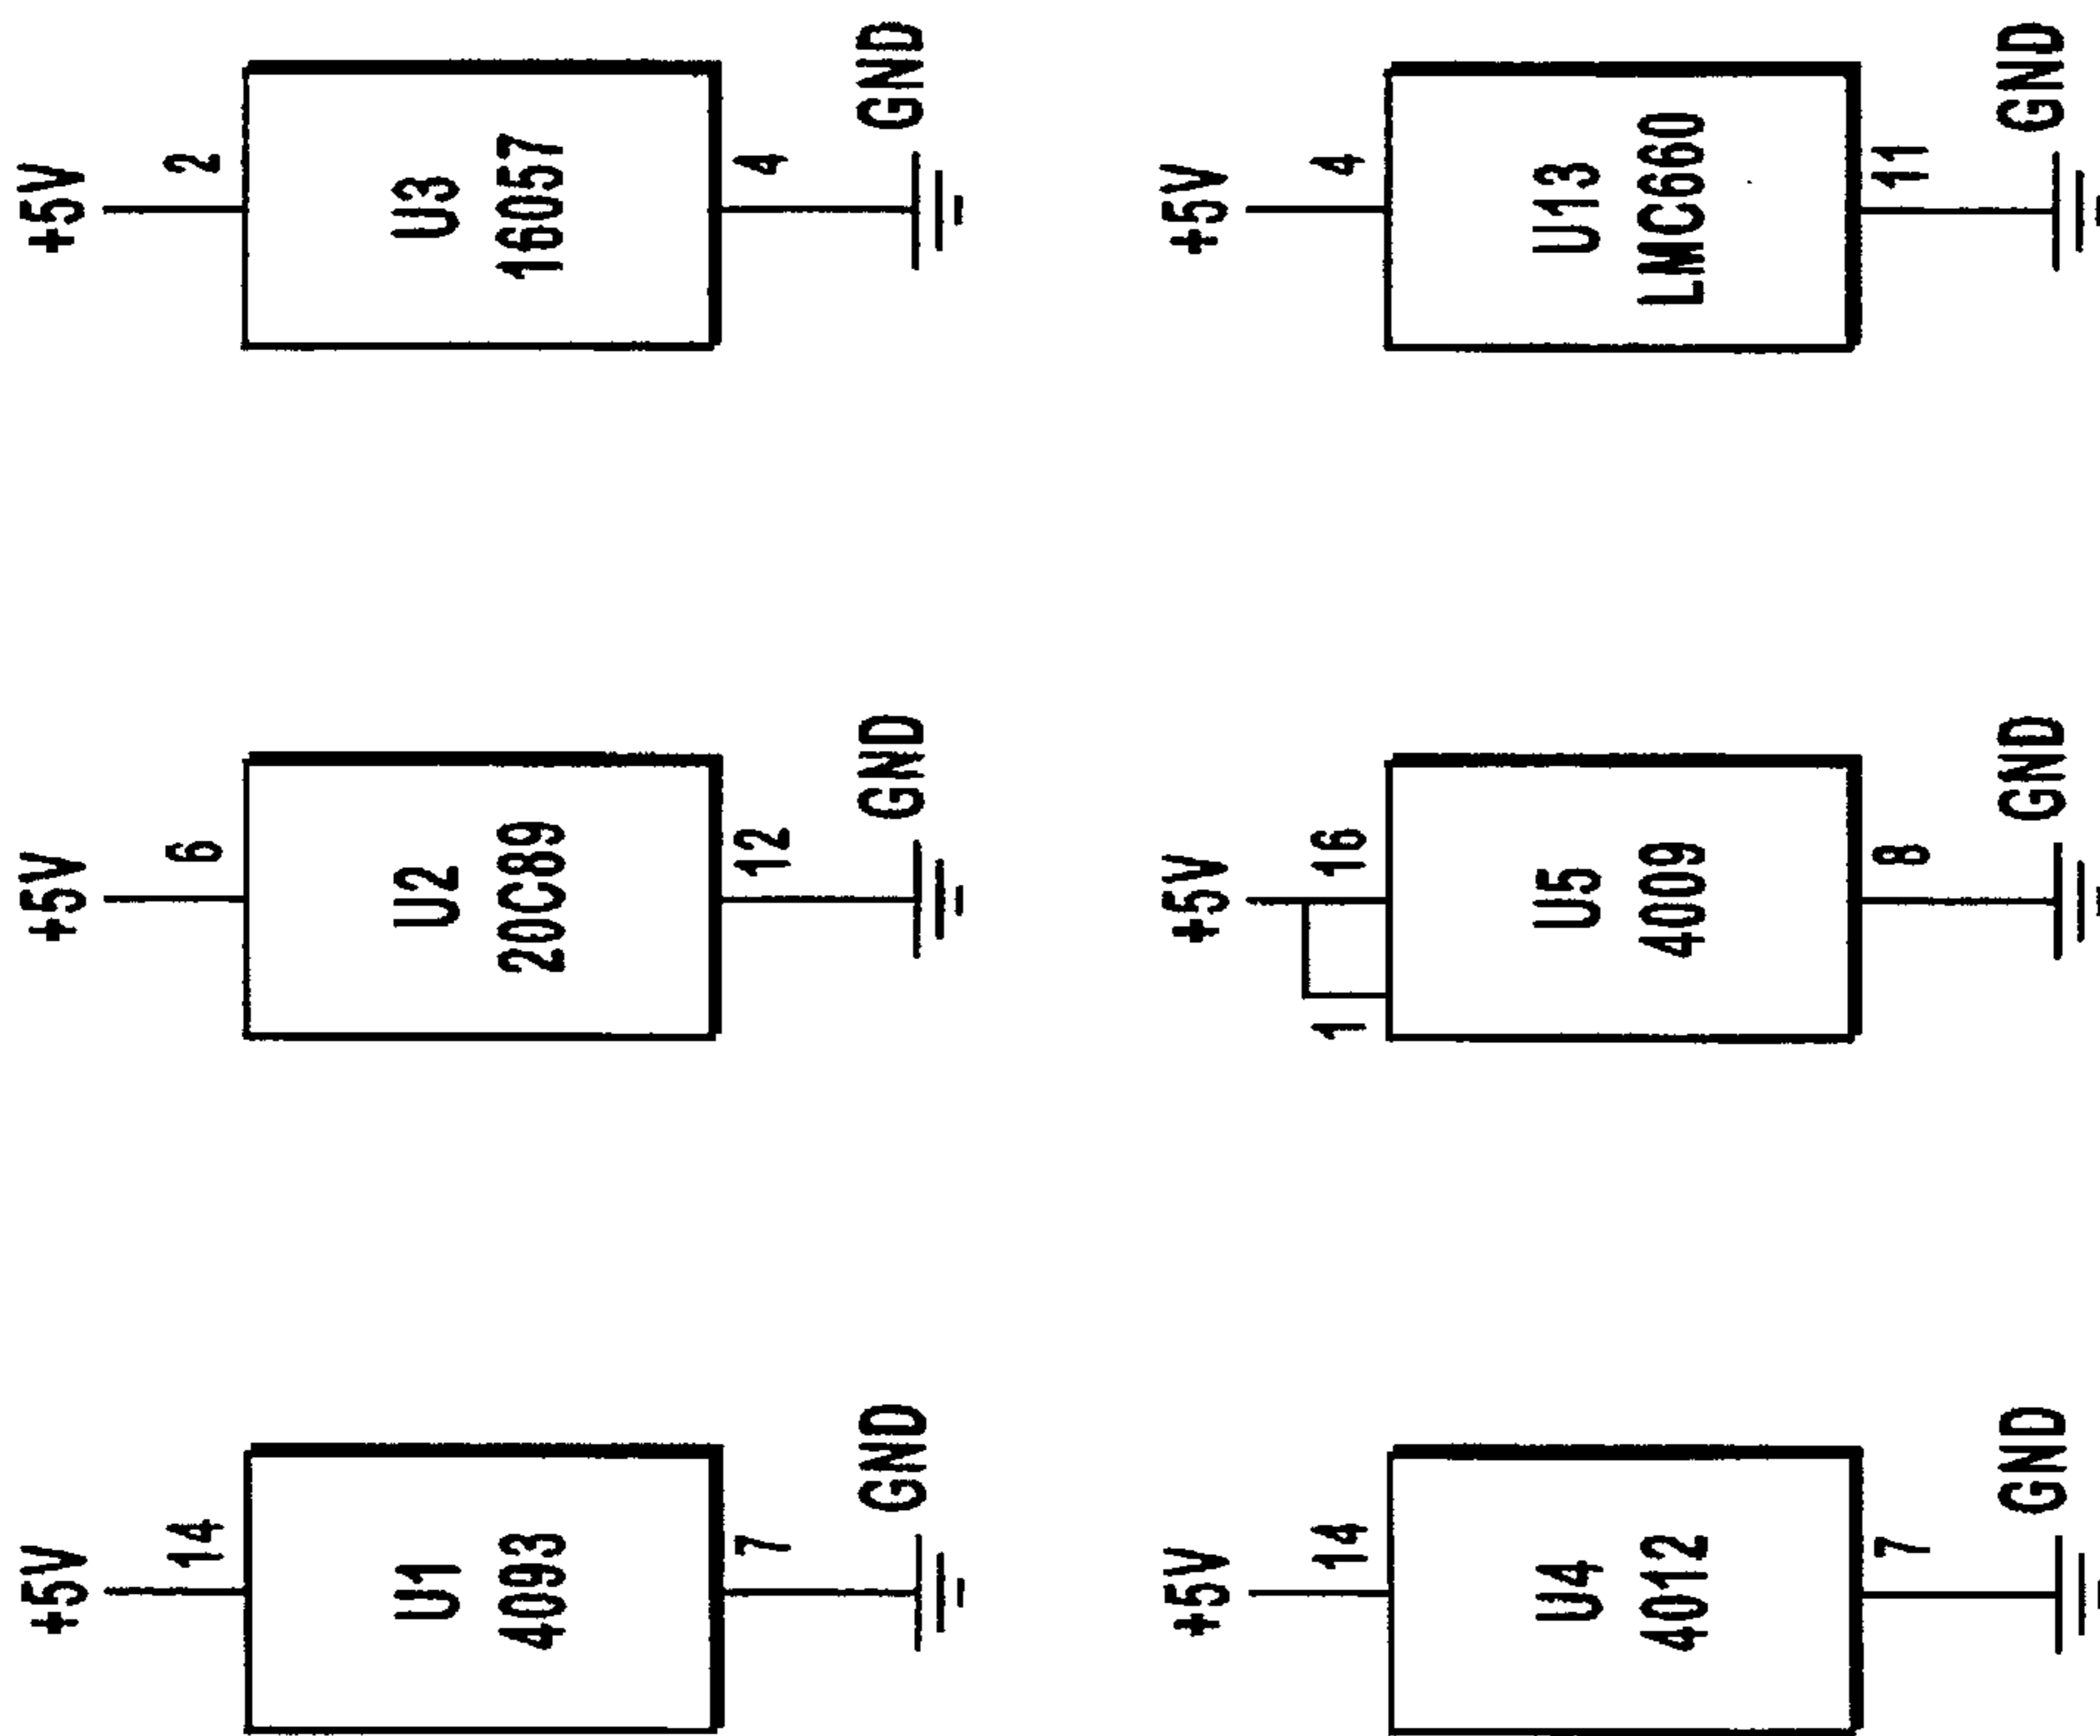 +5V
14
U1
4093
7
GND
+5V
6
U2
20C89
12
GND
+5V
2
U3
16057
4
GND
+5V
14
U4
4012
7
GND
+5V
1
16
U5
4009
8
GND
+5V
4
U13
LMC660
11
GND